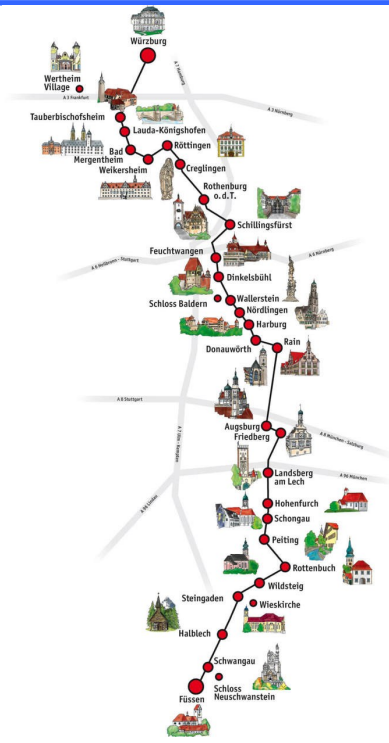 Würzburg
Wertheim
Village
A 7 Hamburg
A 3 Frankfurt
A 3 Nürnberg
Tauberbischofsheim
Lauda-Königshofen
Röttingen
Bad
Mergentheim
Weikersheim
Creglingen
Rothenburg
o.d.T.
Schillingsfürst
Feuchtwangen
A 6 Heilbronn - Stuttgart
A 6 Nürnberg
Dinkelsbühl
Schloss Baldern
Wallerstein
Nördlingen
Harburg
Donauwörth
Rain
A 8 Stuttgart
Augsburg
Friedberg
A 8 München - Salzburg
A 7 Ulm - Kempten
Landsberg
am Lech
A 96 München
A 96 Lindau
Hohenfurch
Schongau
Peiting
Rottenbuch
Wildsteig
Steingaden
Wieskirche
Halblech
Schwangau
Füssen
Schloss
Neuschwanstein